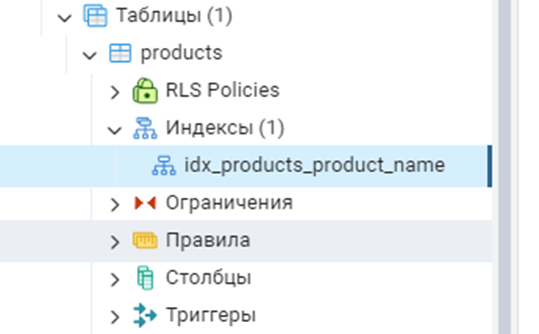 Таблицы (1)
products
RLS Policies
Индексы (1)
idx_products_product_name
Ограничения
Правила
Столбцы
Триггеры